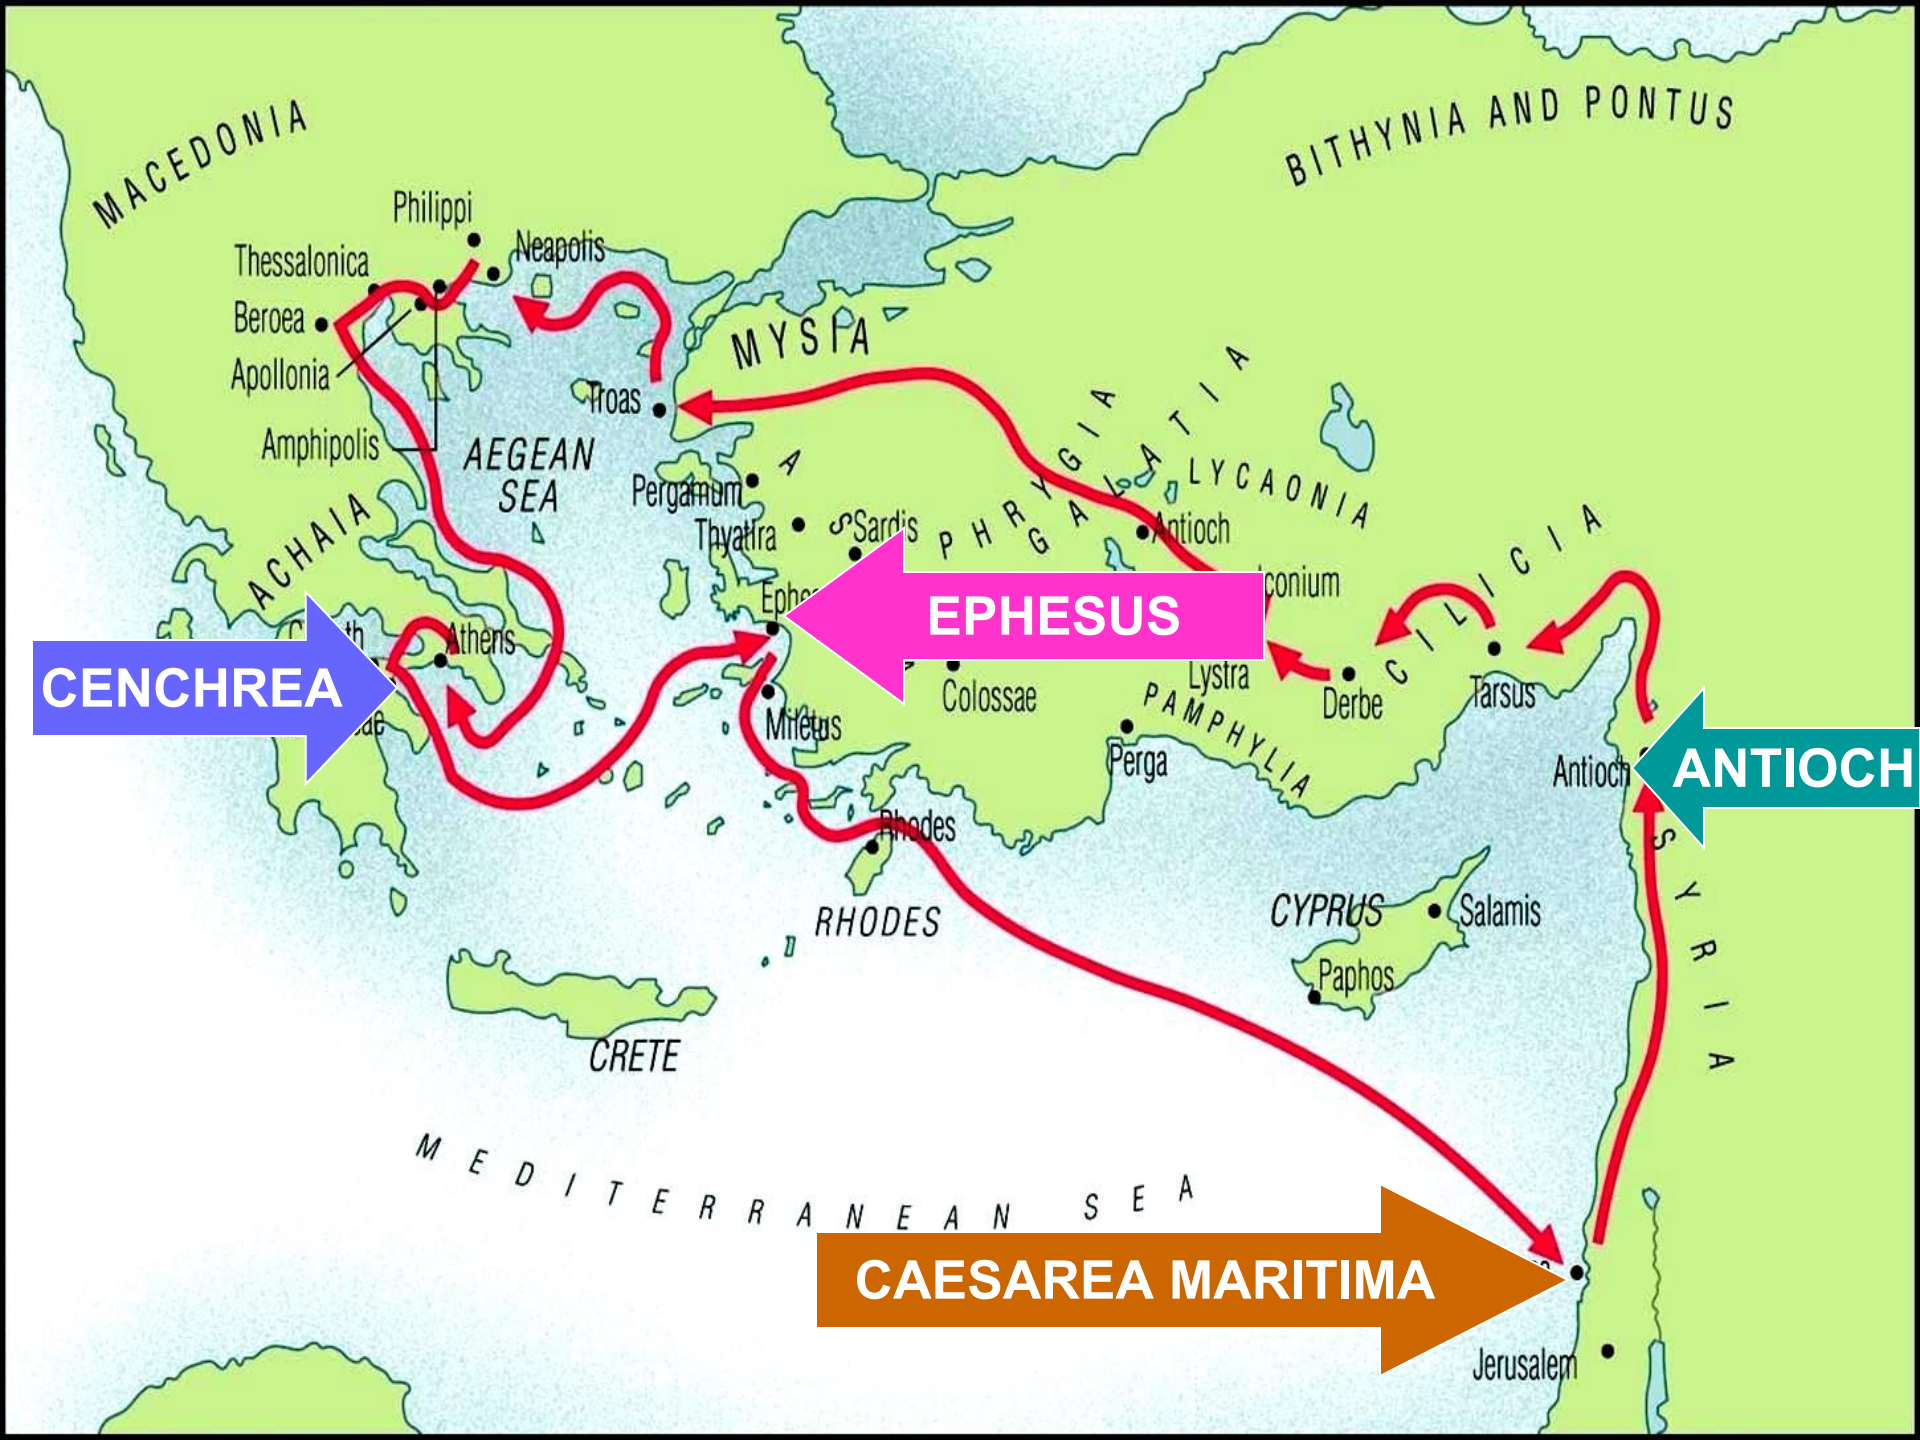 BITHYNIA AND PONTUS
MACEDONIA
Philippi
Neapolis
Thessalonica
Beroea
MYSIA
Apollonia
Troas
Amphipolis
AEGEAN
SEA
GALATIA
PHRYGIA
LYCAONIA
ASIA
Pergamum
Thyatira
Sardis
Antioch
ACHAIA
CILICIA
Iconium
EPHESUS
Athens
CENCHREA
Colossae
Lystra
Derbe
Tarsus
Miletus
PAMPHYLIA
Perga
Antioch
ANTIOCH
Rhodes
RHODES
SYRIA
CYPRUS
Salamis
Paphos
CRETE
MEDITERRANEAN SEA
CAESAREA MARITIMA
Jerusalem